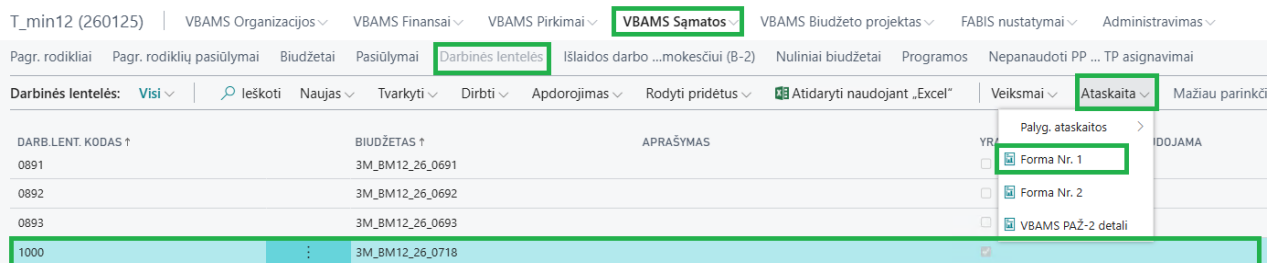 T_min12 (260125) VBAMS Organizacijos VBAMS Finansai VBAMS Pirkimai VBAMS Sąmatos VBAMS Biudžeto projektas FABIS nustatymai Administravimas
Pagr. rodikliai Pagr. rodiklių pasiūlymai Biudžetai Pasiūlymai Darbinės lentelės Išlaidos darbo ...mokesčiui (B-2) Nuliniai biudžetai Programos Nepanaudoti PP ... TP asignavimai
Darbinės lentelės: Visi Ieškoti Naujas Tvarkyti Dirbti Apdorojimas Rodyti pridėtus Atidaryti naudojant „Excel“ Veiksmai Ataskaita Mažiau parinkči
Palyg. ataskaitos
DARB.LENT. KODAS ↑ BIUDŽETAS ↑ APRAŠYMAS YRA
0891 3M_BM12_26_0691 Forma Nr. 1
0892 3M_BM12_26_0692 Forma Nr. 2
0893 3M_BM12_26_0693 VBAMS PAŽ-2 detali
1000 3M_BM12_26_0718